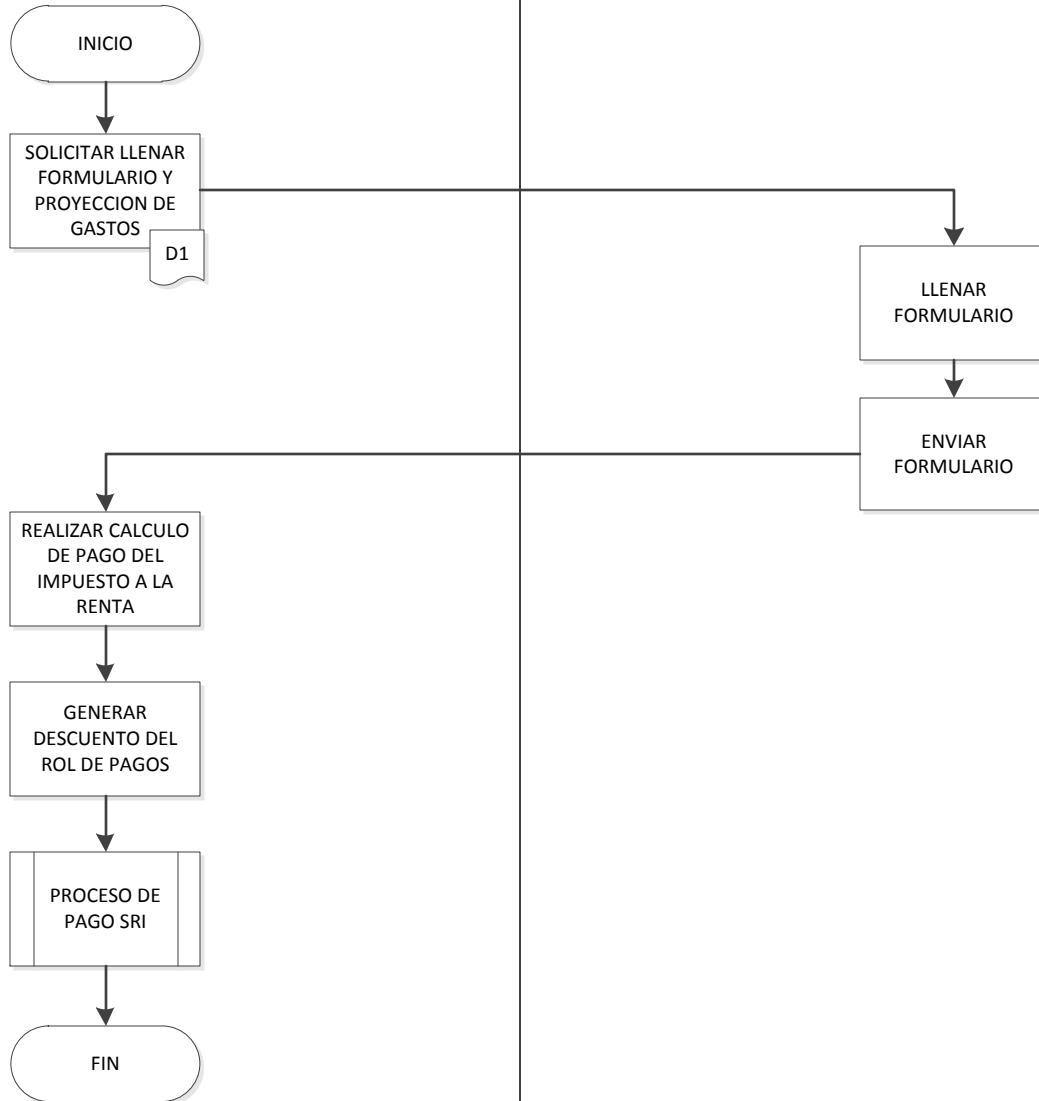 INICIO
SOLICITAR LLENAR
FORMULARIO Y
PROYECCION DE
GASTOS
D1
LLENAR
FORMULARIO
ENVIAR
FORMULARIO
REALIZAR CALCULO
DE PAGO DEL
IMPUESTO A LA
RENTA
GENERAR
DESCUENTO DEL
ROL DE PAGOS
PROCESO DE
PAGO SRI
FIN